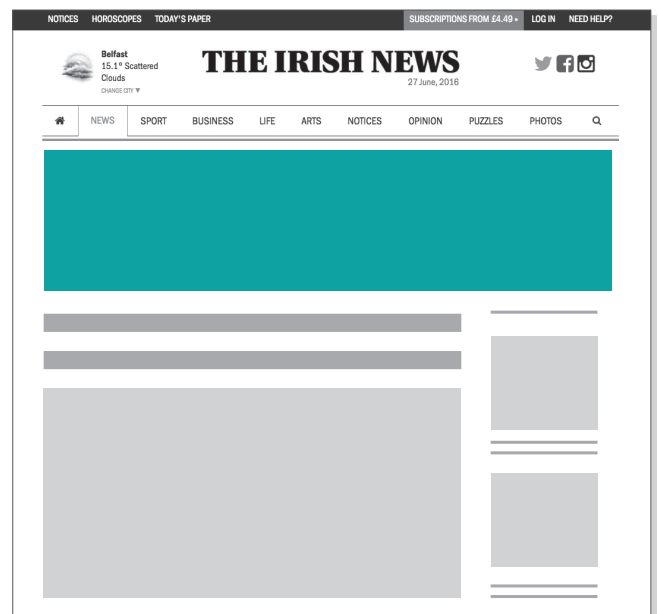 NOTICES HOROSCOPES TODAY'S PAPER SUBSCRIPTIONS FROM £4.49 » LOG IN NEED HELP?
Belfast
15.1° Scattered
Clouds
CHANGE CITY ▼
THE IRISH NEWS
27 June, 2016
NEWS SPORT BUSINESS LIFE ARTS NOTICES OPINION PUZZLES PHOTOS